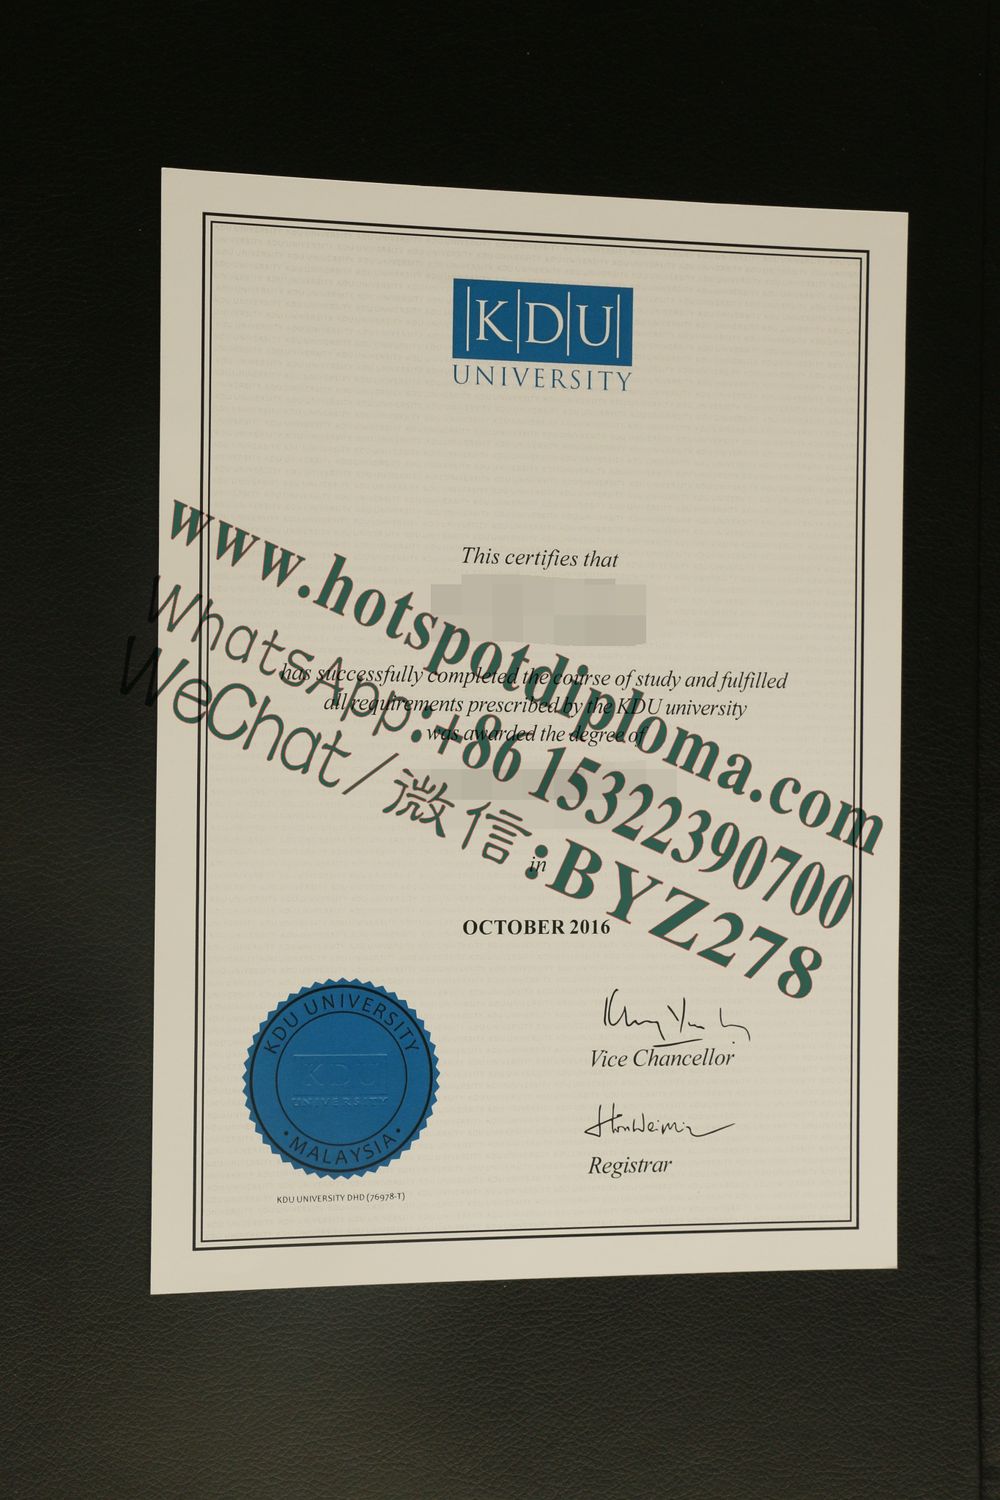 KDU
UNIVERSITY
This certifies that
has successfully completed the course of study and fulfilled
all requirements prescribed by the KDU university
was awarded the degree of
in
OCTOBER 2016
www.hotspotdiploma.com
WhatsApp:+86 15322390700
WeChat/微信:BYZ278
Vice Chancellor
Registrar
KDU UNIVERSITY
KDU
UNIVERSITY
• MALAYSIA •
KDU UNIVERSITY DHD (76978-T)